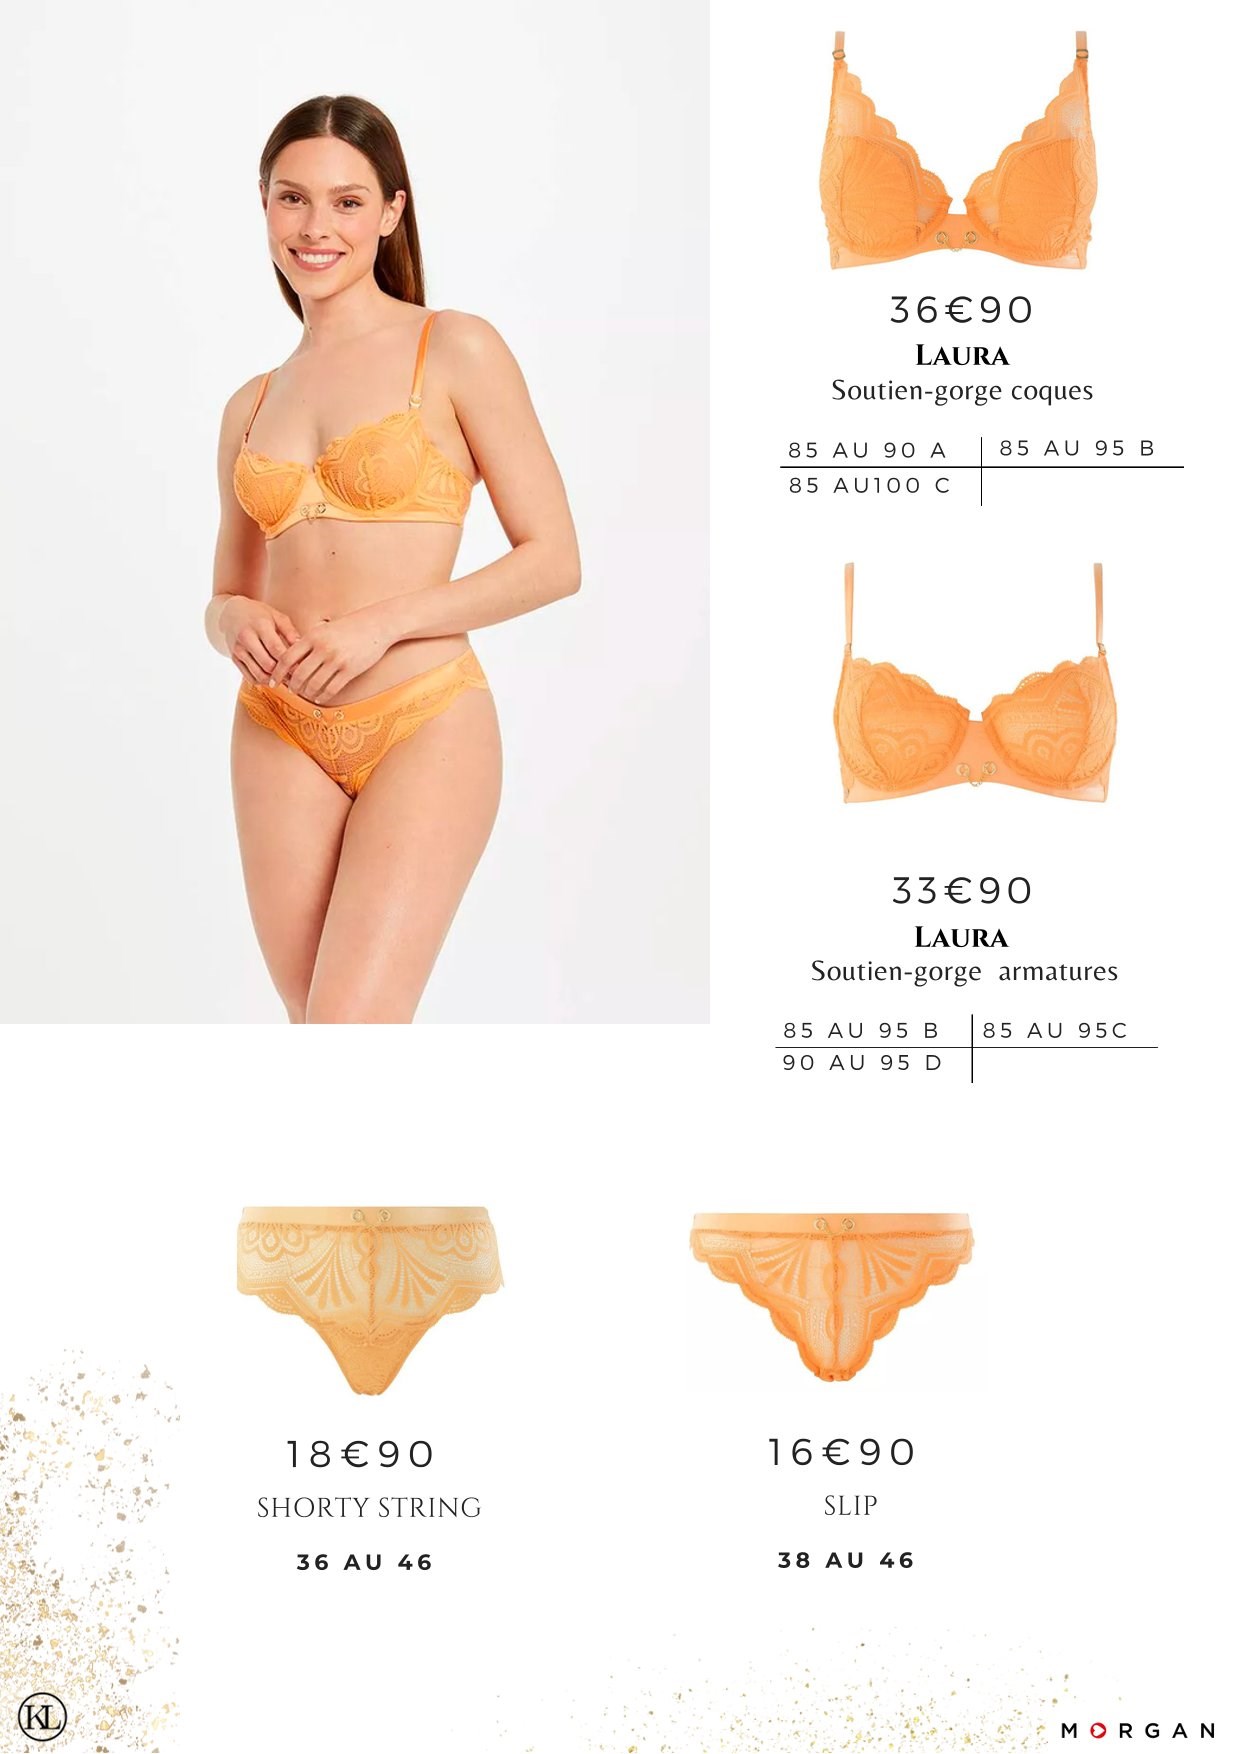 36€90
LAURA
Soutien-gorge coques
85 AU 90 A
85 AU 95 B
85 AU100 C
33€90
LAURA
Soutien-gorge armatures
85 AU 95 B
85 AU 95C
90 AU 95 D
18€90
SHORTY STRING
36 AU 46
16€90
SLIP
38 AU 46
KL
MORGAN